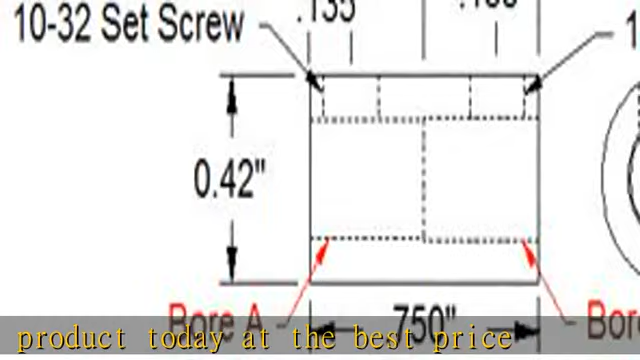 .135
10-32 Set Screw
0.42"
Bore A
.750"
product today at the best price